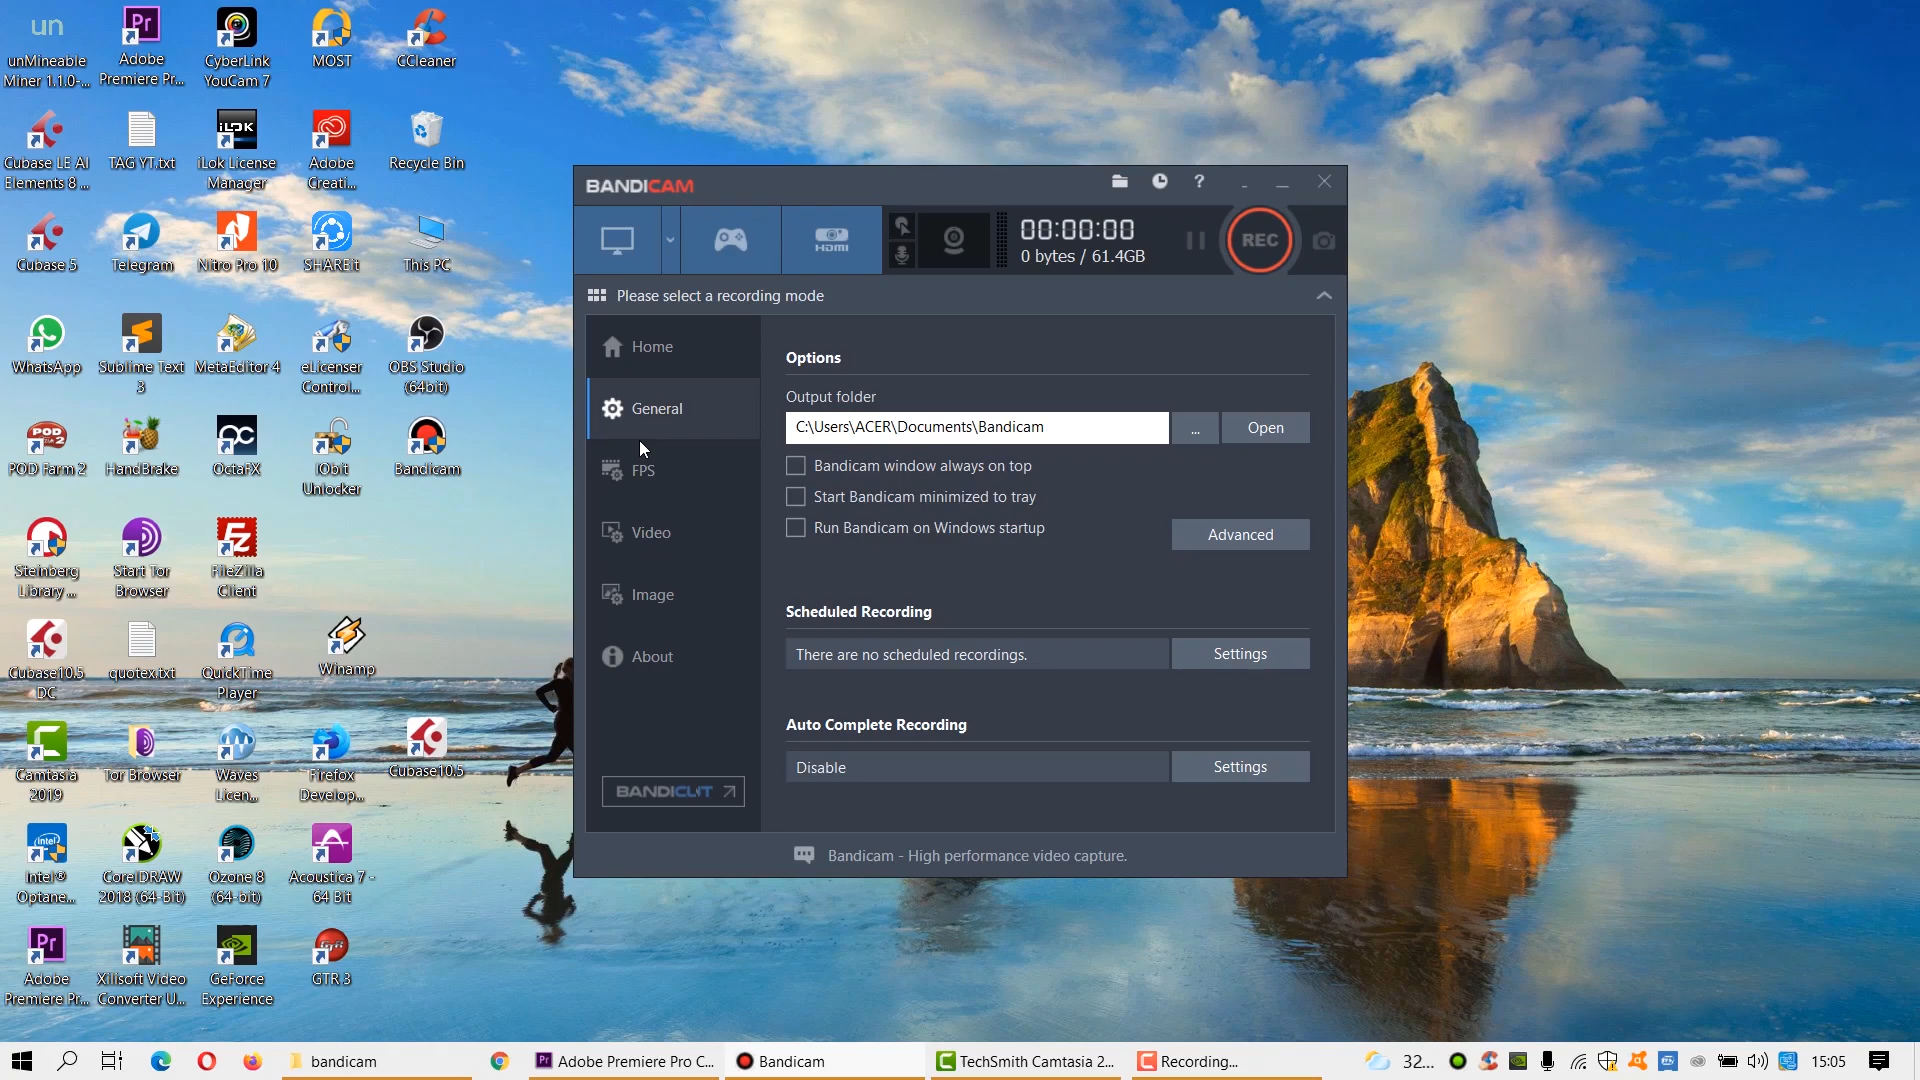 un
unMineable
Miner 1.1.0-...
Adobe
Premiere Pr...
CyberLink
YouCam 7
MOST
CCleaner
Cubase LE AI
Elements 8 ...
TAG YT.txt
iLOK
iLok License
Manager
Adobe
Creati...
Recycle Bin
Cubase 5
Telegram
Nitro Pro 10
SHAREit
This PC
WhatsApp
Sublime Text
3
MetaEditor 4
eLicenser
Control...
OBS Studio
(64bit)
POD Farm 2
HandBrake
OctaFX
IObit
Unlocker
Bandicam
Steinberg
Library ...
Start Tor
Browser
FileZilla
Client
Cubase10.5
DC
quotex.txt
QuickTime
Player
Winamp
Camtasia
2019
Tor Browser
Waves
Licen...
Firefox
Develop...
Cubase10.5
Intel®
Optane...
CorelDRAW
2018 (64-Bit)
Ozone 8
(64-bit)
Acoustica 7 -
64 Bit
Adobe
Premiere Pr...
Xilisoft Video
Converter U...
GeForce
Experience
GTR 3
BANDICAM
HDMI
00:00:00
0 bytes / 61.4GB
REC
Please select a recording mode
Home
General
FPS
Video
Image
About
BANDICUT
Options
Output folder
C:\Users\ACER\Documents\Bandicam
...
Open
Bandicam window always on top
Start Bandicam minimized to tray
Run Bandicam on Windows startup
Advanced
Scheduled Recording
There are no scheduled recordings.
Settings
Auto Complete Recording
Disable
Settings
Bandicam - High performance video capture.
bandicam
Adobe Premiere Pro C...
Bandicam
TechSmith Camtasia 2...
Recording...
32...
15:05